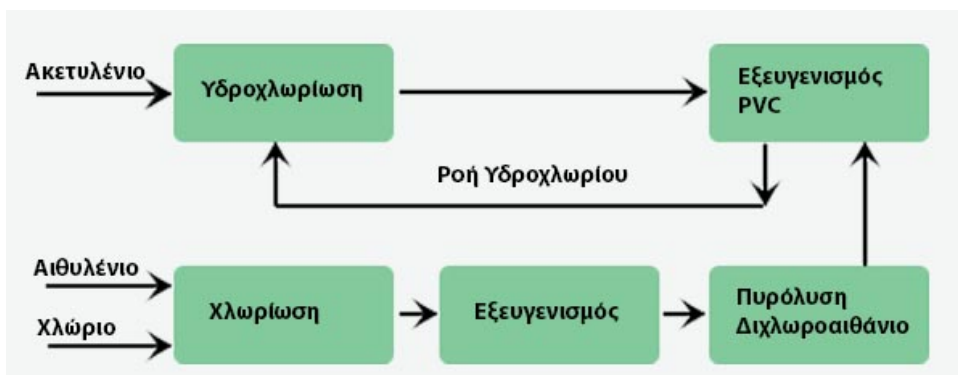 Ακετυλένιο
Υδροχλωρίωση
Εξευγενισμός
PVC
Ροή Υδροχλωρίου
Αιθυλένιο
Χλώριο
Χλωρίωση
Εξευγενισμός
Πυρόλυση
Διχλωροαιθάνιο